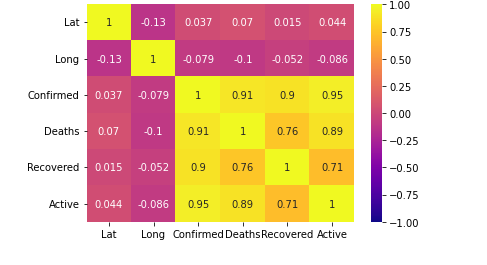 Lat 1 -0.13 0.037 0.07 0.015 0.044
Long -0.13 1 -0.079 -0.1 -0.052 -0.086
Confirmed 0.037 -0.079 1 0.91 0.9 0.95
Deaths 0.07 -0.1 0.91 1 0.76 0.89
Recovered 0.015 -0.052 0.9 0.76 1 0.71
Active 0.044 -0.086 0.95 0.89 0.71 1
Lat Long Confirmed Deaths Recovered Active
1.00
0.75
0.50
0.25
0.00
−0.25
−0.50
−0.75
−1.00